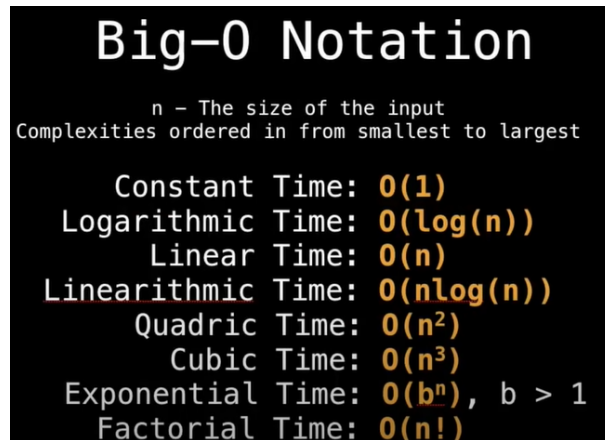 Big-O Notation
n - The size of the input
Complexities ordered in from smallest to largest
Constant Time: O(1)
Logarithmic Time: O(log(n))
Linear Time: O(n)
Linearithmic Time: O(nlog(n))
Quadric Time: O(n²)
Cubic Time: O(n³)
Exponential Time: O(bⁿ), b > 1
Factorial Time: O(n!)